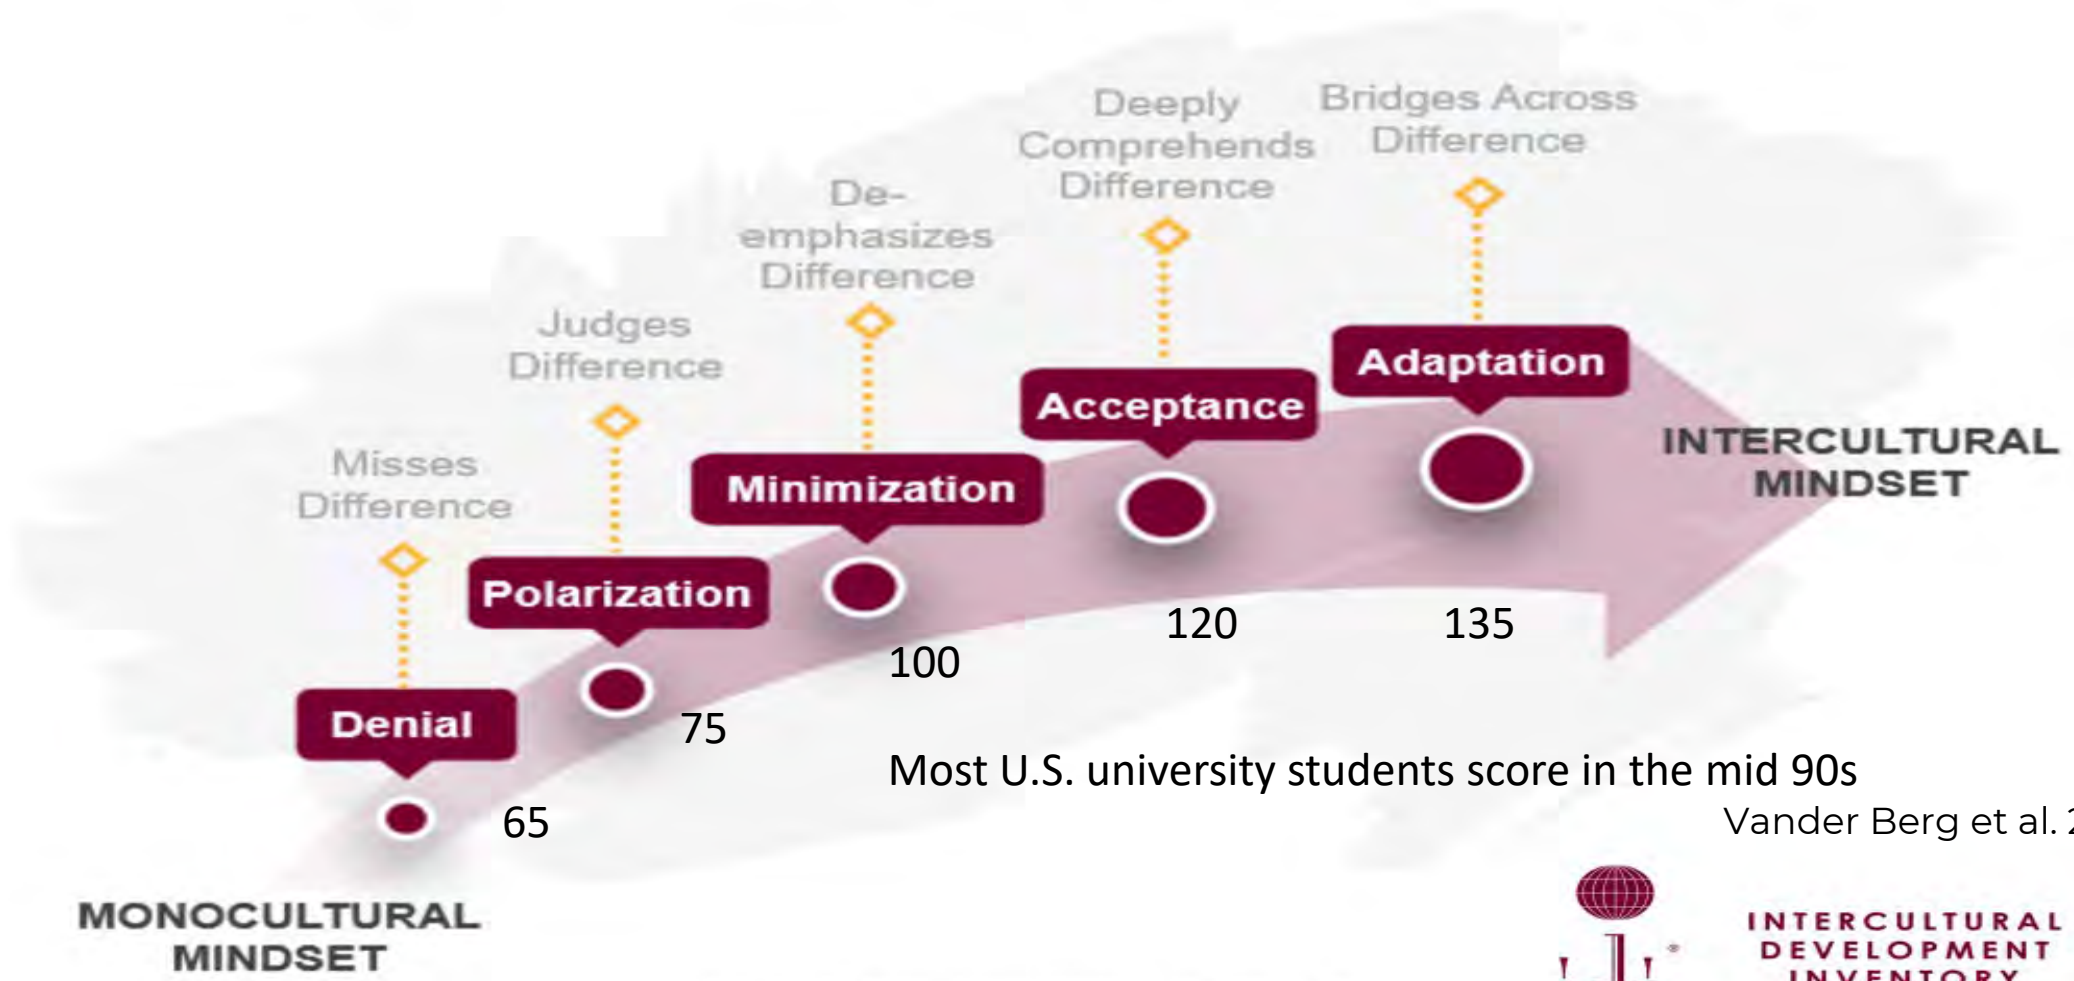 Deeply
Comprehends
Difference
Bridges Across
Difference
De-
emphasizes
Difference
Judges
Difference
Misses
Difference
Adaptation
Acceptance
Minimization
Polarization
Denial
INTERCULTURAL
MINDSET
120
135
100
75
65
Most U.S. university students score in the mid 90s
Vander Berg et al.
MONOCULTURAL
MINDSET
®
INTERCULTURAL
DEVELOPMENT
INVENTORY